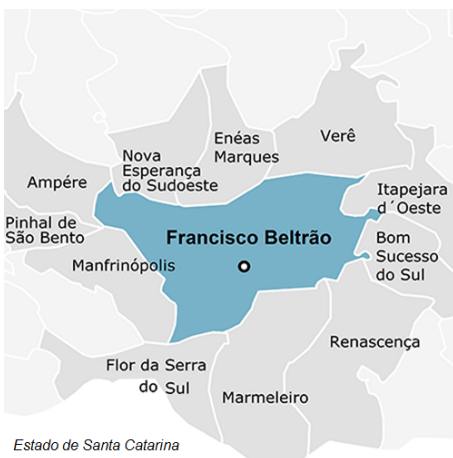 Enéas
Marques
Verê
Nova
Esperança
do Sudoeste
Ampére
Itapejara
d´Oeste
Pinhal de
São Bento
Francisco Beltrão
Bom
Sucesso
do Sul
Manfrinópolis
Renascença
Flor da Serra
do Sul
Marmeleiro
Estado de Santa Catarina